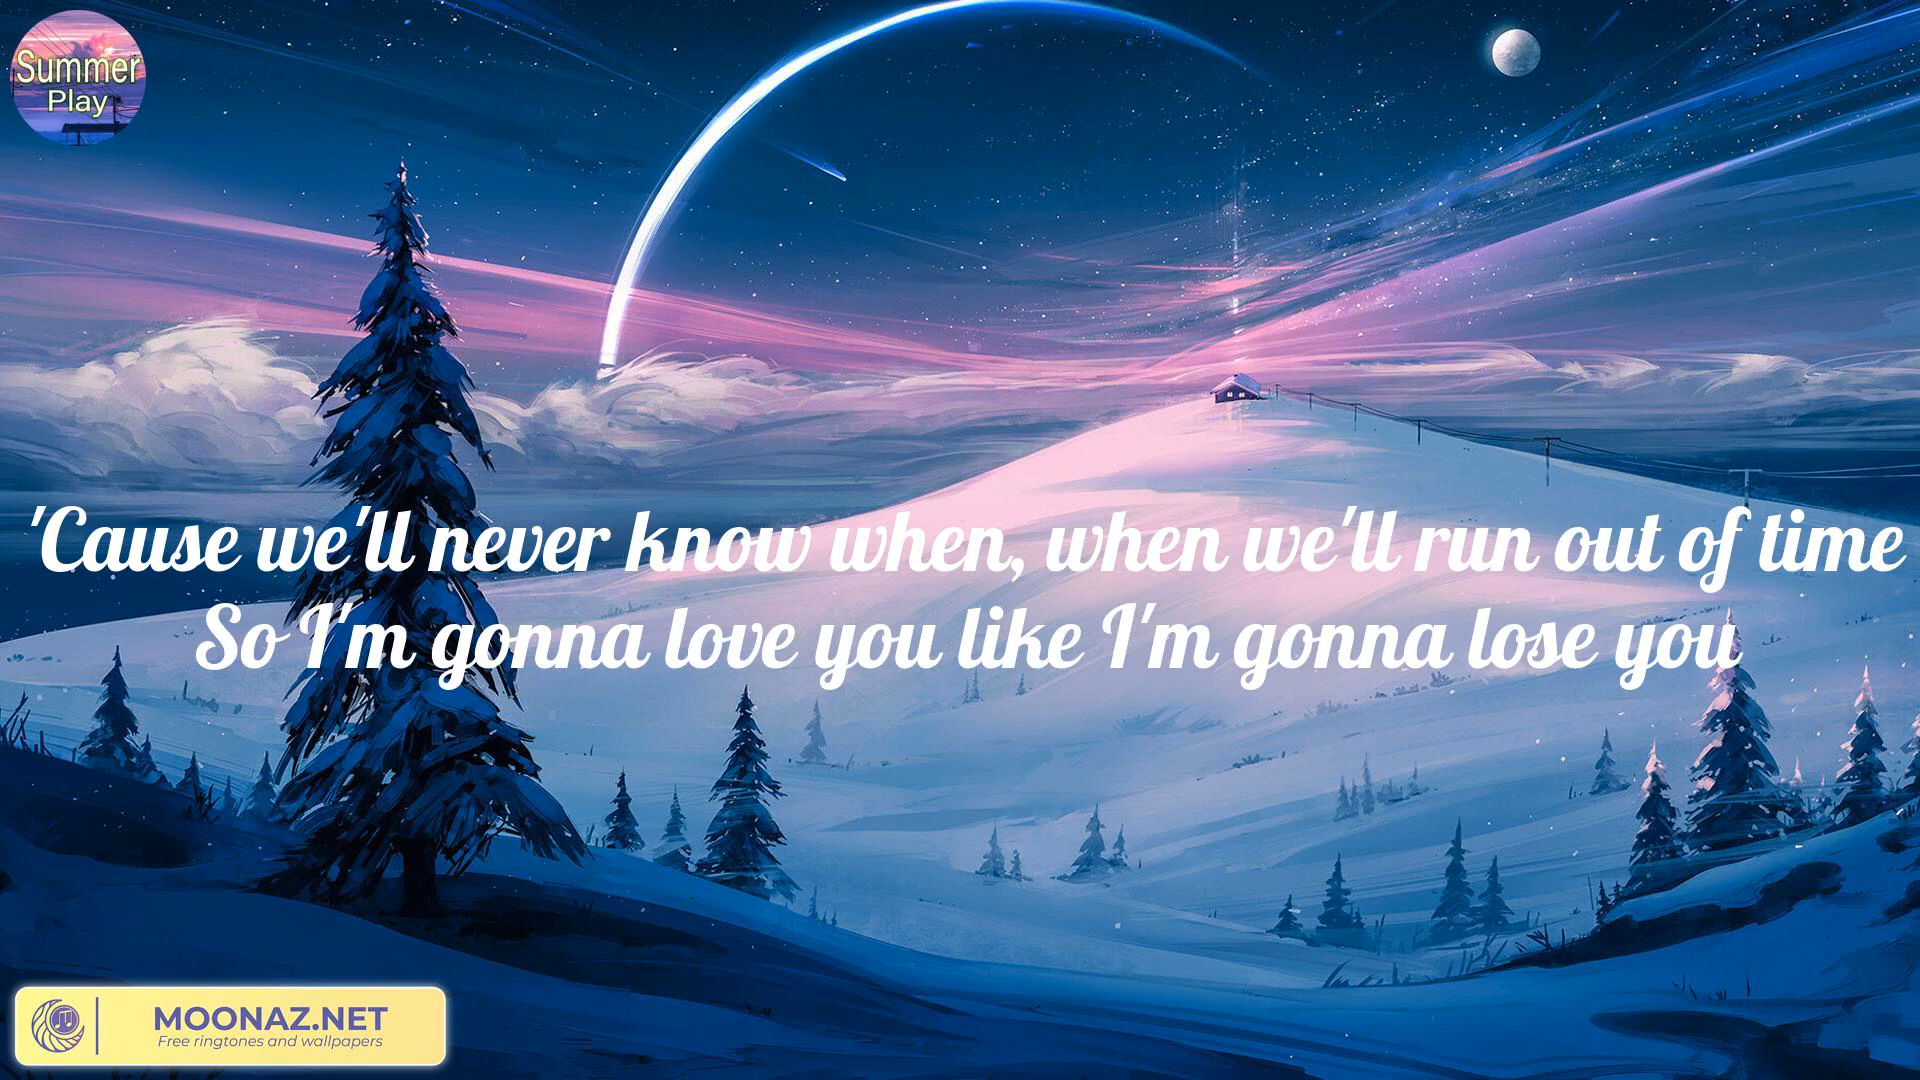 Summer
Play
'Cause we'll never know when, when we'll run out of time
So I'm gonna love you like I'm gonna lose you
MOONAZ.NET
Free ringtones and wallpapers